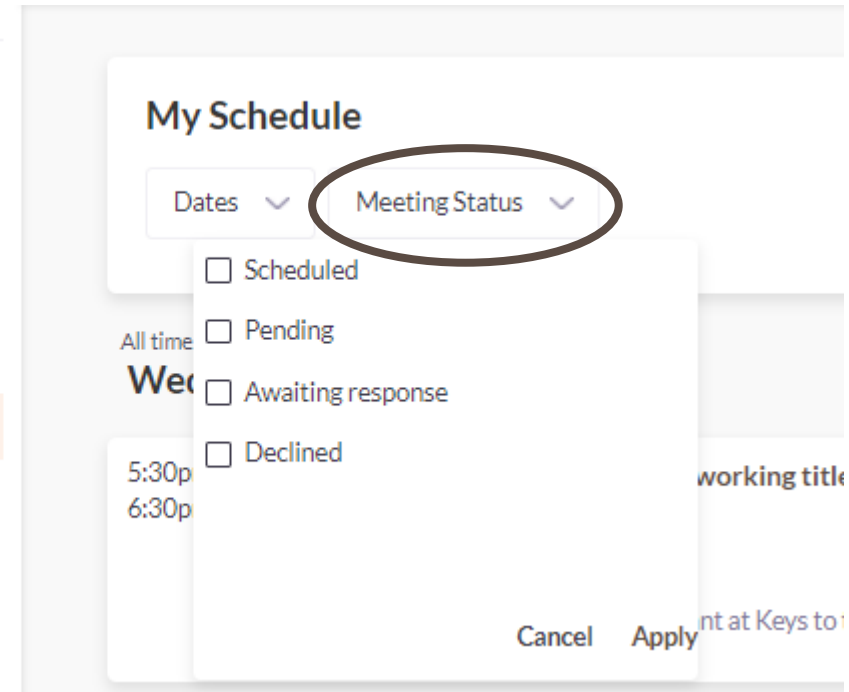 My Schedule
Dates Meeting Status
Scheduled
All time
Pending
Wed
Awaiting response
Declined
5:30p working title
6:30p
nt at Keys to
Cancel Apply